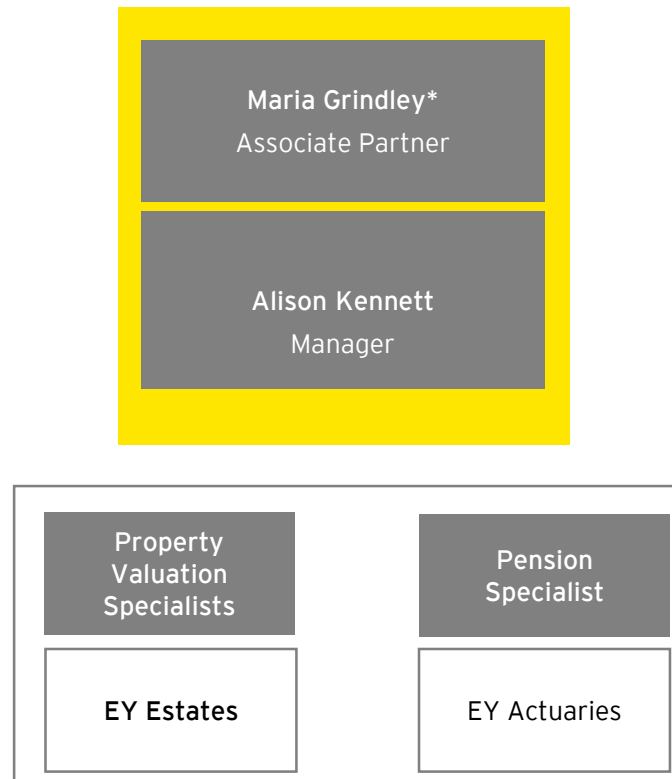 Maria Grindley*
Associate Partner
Alison Kennett
Manager
Property
Valuation
Specialists
Pension
Specialist
EY Estates
EY Actuaries